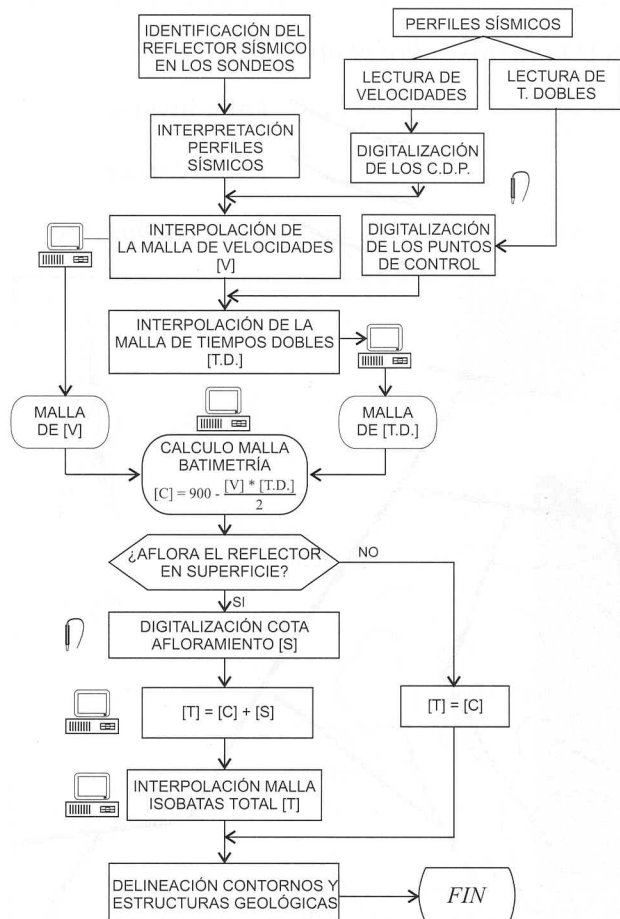 IDENTIFICACIÓN DEL
REFLECTOR SÍSMICO
EN LOS SONDEOS
PERFILES SÍSMICOS
LECTURA DE
VELOCIDADES
LECTURA DE
T. DOBLES
INTERPRETACIÓN
PERFILES
SÍSMICOS
DIGITALIZACIÓN
DE LOS C.D.P.
INTERPOLACIÓN DE
LA MALLA DE VELOCIDADES
[V]
DIGITALIZACIÓN
DE LOS PUNTOS
DE CONTROL
INTERPOLACIÓN DE LA
MALLA DE TIEMPOS DOBLES
[T.D.]
MALLA
DE [V]
MALLA
DE [T.D.]
CALCULO MALLA
BATIMETRÍA
[C] = 900 - [V] * [T.D.]
2
¿AFLORA EL REFLECTOR
EN SUPERFICIE?
NO
SI
DIGITALIZACIÓN COTA
AFLORAMIENTO [S]
[T] = [C] + [S]
[T] = [C]
INTERPOLACIÓN MALLA
ISOBATAS TOTAL [T]
DELINEACIÓN CONTORNOS Y
ESTRUCTURAS GEOLÓGICAS
FIN